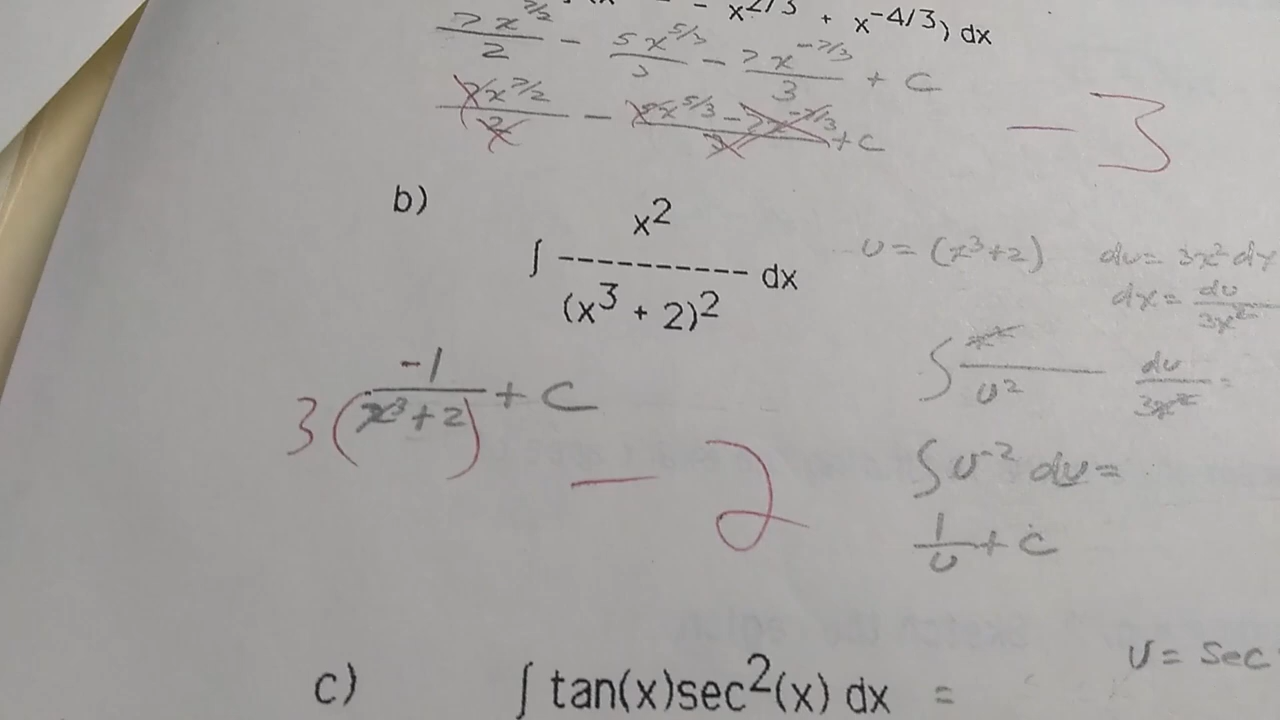 - x^2/3 + x^-4/3) dx
7x^7/2/2 - 5x^5/3/3 - 7x^-7/3/3 + C
- +C
-3
b)
∫ x^2 / (x^3 + 2)^2 dx
u = (x^3+2) du = 3x^2 dx
dx = du/3x^2
∫ x^2/u^2 du/3x^2 =
3(-1/x^3+2) + C
-2
∫u^-2 du =
1/u + C
u = sec
c) ∫ tan(x)sec^2(x) dx =